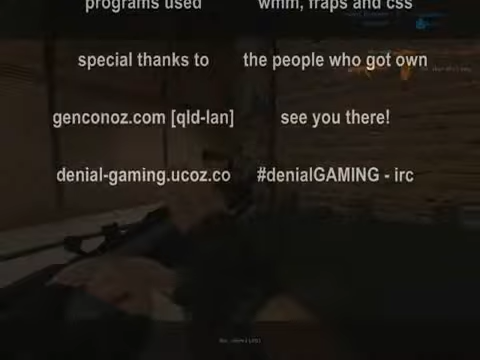 programs used wmm, fraps and css
special thanks to the people who got own
genconoz.com [qld-lan] see you there!
denial-gaming.ucoz.co #denialGAMING - irc